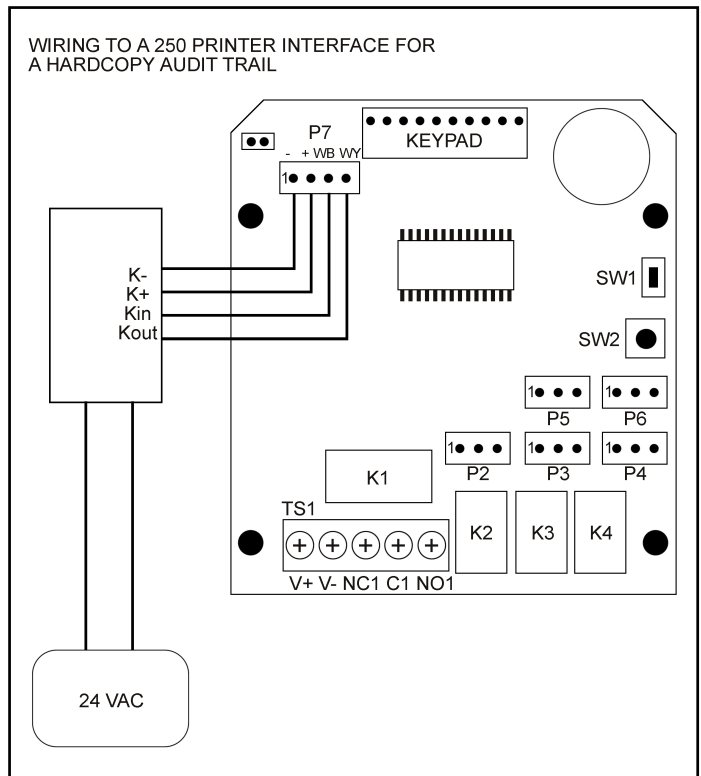 WIRING TO A 250 PRINTER INTERFACE FOR
A HARDCOPY AUDIT TRAIL
P7
- + WB WY
1
KEYPAD
K-
K+
Kin
Kout
SW1
SW2
1 1
P5 P6
1 1 1
P2 P3 P4
K1
TS1
K2 K3 K4
V+ V- NC1 C1 NO1
24 VAC